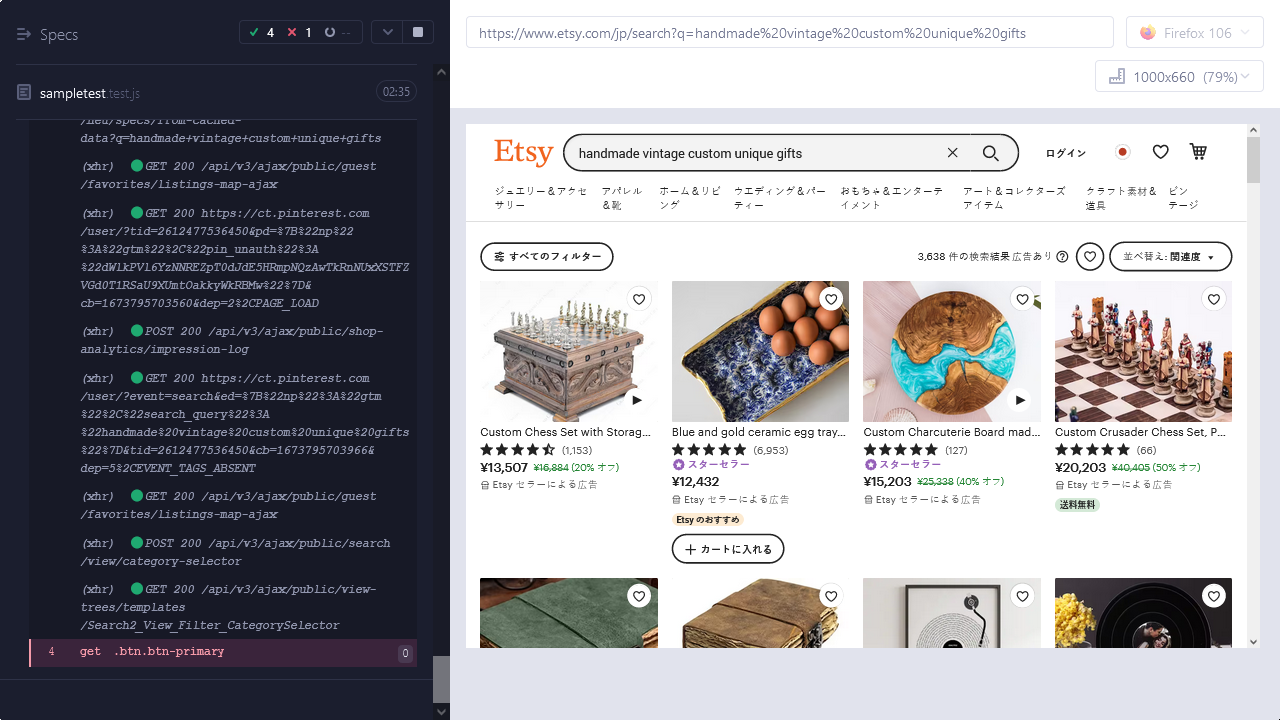 Specs
4
1
--
sampletest.test.js
02:35
data?q=handmade+vintage+custom+unique+gifts
(xhr) GET 200 /api/v3/ajax/public/guest
/favorites/listings-map-ajax
(xhr) GET 200 https://ct.pinterest.com
/user/?tid=2612477536450&pd=%7B%22np%22
%3A%22gtm%22%2C%22pin_unauth%22%3A
%22dWlkPVl6YzNNREZpT0dJdE5HRmpNQzAwTkRnNUxXSTFZ
VGd0T1RSaU9XUmtOakkyWkRBMw%22%7D&
cb=1673795703560&dep=2%2CPAGE_LOAD
(xhr) POST 200 /api/v3/ajax/public/shop-
analytics/impression-log
(xhr) GET 200 https://ct.pinterest.com
/user/?event=search&ed=%7B%22np%22%3A%22gtm
%22%2C%22search_query%22%3A
%22handmade%20vintage%20custom%20unique%20gifts
%22%7D&tid=2612477536450&cb=1673795703966&
dep=5%2CEVENT_TAGS_ABSENT
(xhr) GET 200 /api/v3/ajax/public/guest
/favorites/listings-map-ajax
(xhr) POST 200 /api/v3/ajax/public/search
/view/category-selector
(xhr) GET 200 /api/v3/ajax/public/view-
trees/templates
/Search2_View_Filter_CategorySelector
4 get .btn.btn-primary 0
https://www.etsy.com/jp/search?q=handmade%20vintage%20custom%20unique%20gifts
Firefox 106
1000x660 (79%)
Etsy
handmade vintage custom unique gifts
ログイン
ジュエリー＆アクセサリー
アパレル＆靴
ホーム＆リビング
ウエディング＆パーティー
おもちゃ＆エンターテイメント
アート＆コレクターズアイテム
クラフト素材＆道具
ビンテージ
すべてのフィルター
3,638 件の検索結果 広告あり
並べ替え: 関連度
Custom Chess Set with Storag...
(1,153)
¥13,507 ¥16,884 (20% オフ)
Etsy セラーによる広告
Blue and gold ceramic egg tray...
(6,953)
スターセラー
¥12,432
Etsy セラーによる広告
Etsy のおすすめ
カートに入れる
Custom Charcuterie Board mad...
(127)
スターセラー
¥15,203 ¥25,338 (40% オフ)
Etsy セラーによる広告
Custom Crusader Chess Set, P...
(66)
¥20,203 ¥40,405 (50% オフ)
Etsy セラーによる広告
送料無料